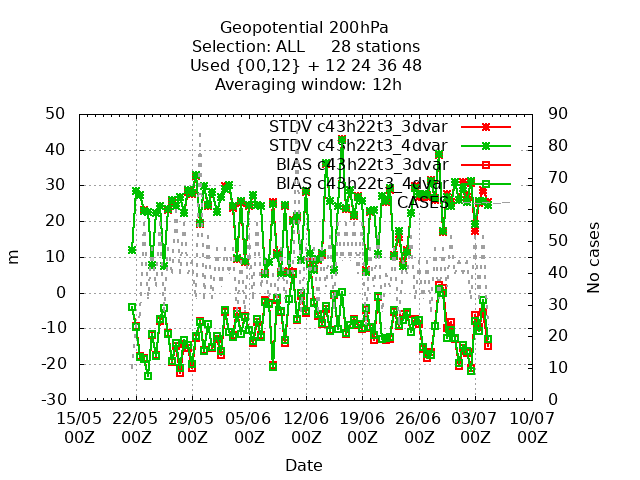 Geopotential 200hPa
Selection: ALL     28 stations
Used {00,12} + 12 24 36 48
Averaging window: 12h
50 90
STDV c43h22t3_3dvar
STDV c43h22t3_4dvar
BIAS c43h22t3_3dvar
BIAS c43h22t3_4dvar
CASES
40
30
20
10
0
-10
-20
-30
80
70
60
50
40
30
20
10
0
m
No cases
15/05 22/05 29/05 05/06 12/06 19/06 26/06 03/07 10/07
00Z 00Z 00Z 00Z 00Z 00Z 00Z 00Z 00Z
Date